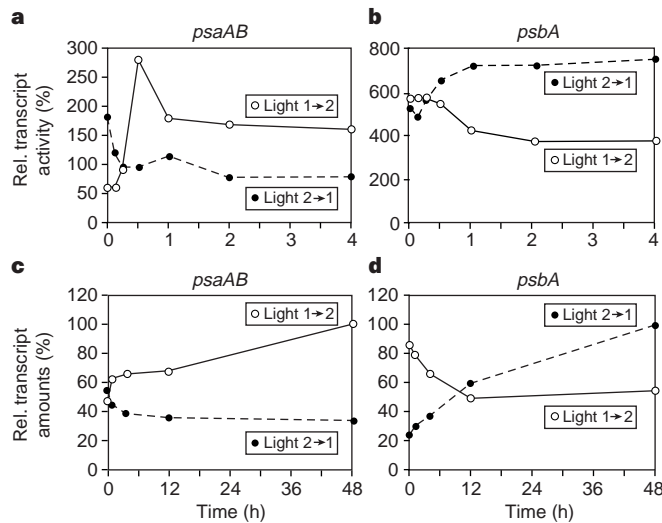 a
psaAB
Rel. transcript
activity (%)
300
250
200
150
100
50
0
0 1 2 3 4
Light 1→2
Light 2→1
b
psbA
800
600
400
200
0
0 1 2 3 4
Light 2→1
Light 1→2
c
psaAB
Rel. transcript
amounts (%)
120
100
80
60
40
20
0
0 12 24 36 48
Time (h)
Light 1→2
Light 2→1
d
psbA
120
100
80
60
40
20
0
0 12 24 36 48
Time (h)
Light 2→1
Light 1→2